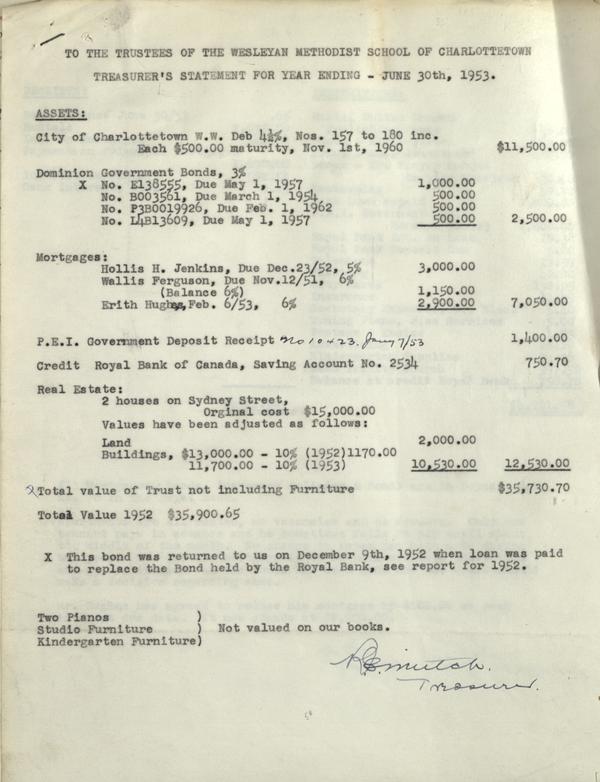 TO THE TRUSTEES OF THE WESLEYAN METHODIST SCHOOL OF CHARLOTTETOWN
TREASURER'S STATEMENT FOR YEAR ENDING - JUNE 30th, 1953.
ASSETS:
City of Charlottetown W.W. Deb 4½%, Nos. 157 to 180 inc.
Each $500.00 maturity, Nov. 1st, 1960 $11,500.00
Dominion Government Bonds, 3%
X No. E138555, Due May 1, 1957 1,000.00
No. B003561, Due March 1, 1954 500.00
No. P3B0019926, Due Feb. 1, 1962 500.00
No. L4B13609, Due May 1, 1957 500.00 2,500.00
Mortgages:
Hollis H. Jenkins, Due Dec.23/52, 5% 3,000.00
Wallis Ferguson, Due Nov.12/51, 6%
(Balance 6%) 1,150.00
Erith Hughes, Feb. 6/53, 6% 2,900.00 7,050.00
P.E.I. Government Deposit Receipt No 10423. Jany 7/53 1,400.00
Credit Royal Bank of Canada, Saving Account No. 2534 750.70
Real Estate:
2 houses on Sydney Street,
Orginal cost $15,000.00
Values have been adjusted as follows:
Land 2,000.00
Buildings, $13,000.00 - 10% (1952)1170.00
11,700.00 - 10% (1953) 10,530.00 12,530.00
Total value of Trust not including Furniture $35,730.70
Total Value 1952 $35,900.65
X This bond was returned to us on December 9th, 1952 when loan was paid
to replace the Bond held by the Royal Bank, see report for 1952.
Two Pianos )
Studio Furniture ) Not valued on our books.
Kindergarten Furniture)
Mutch.
Treasurer.